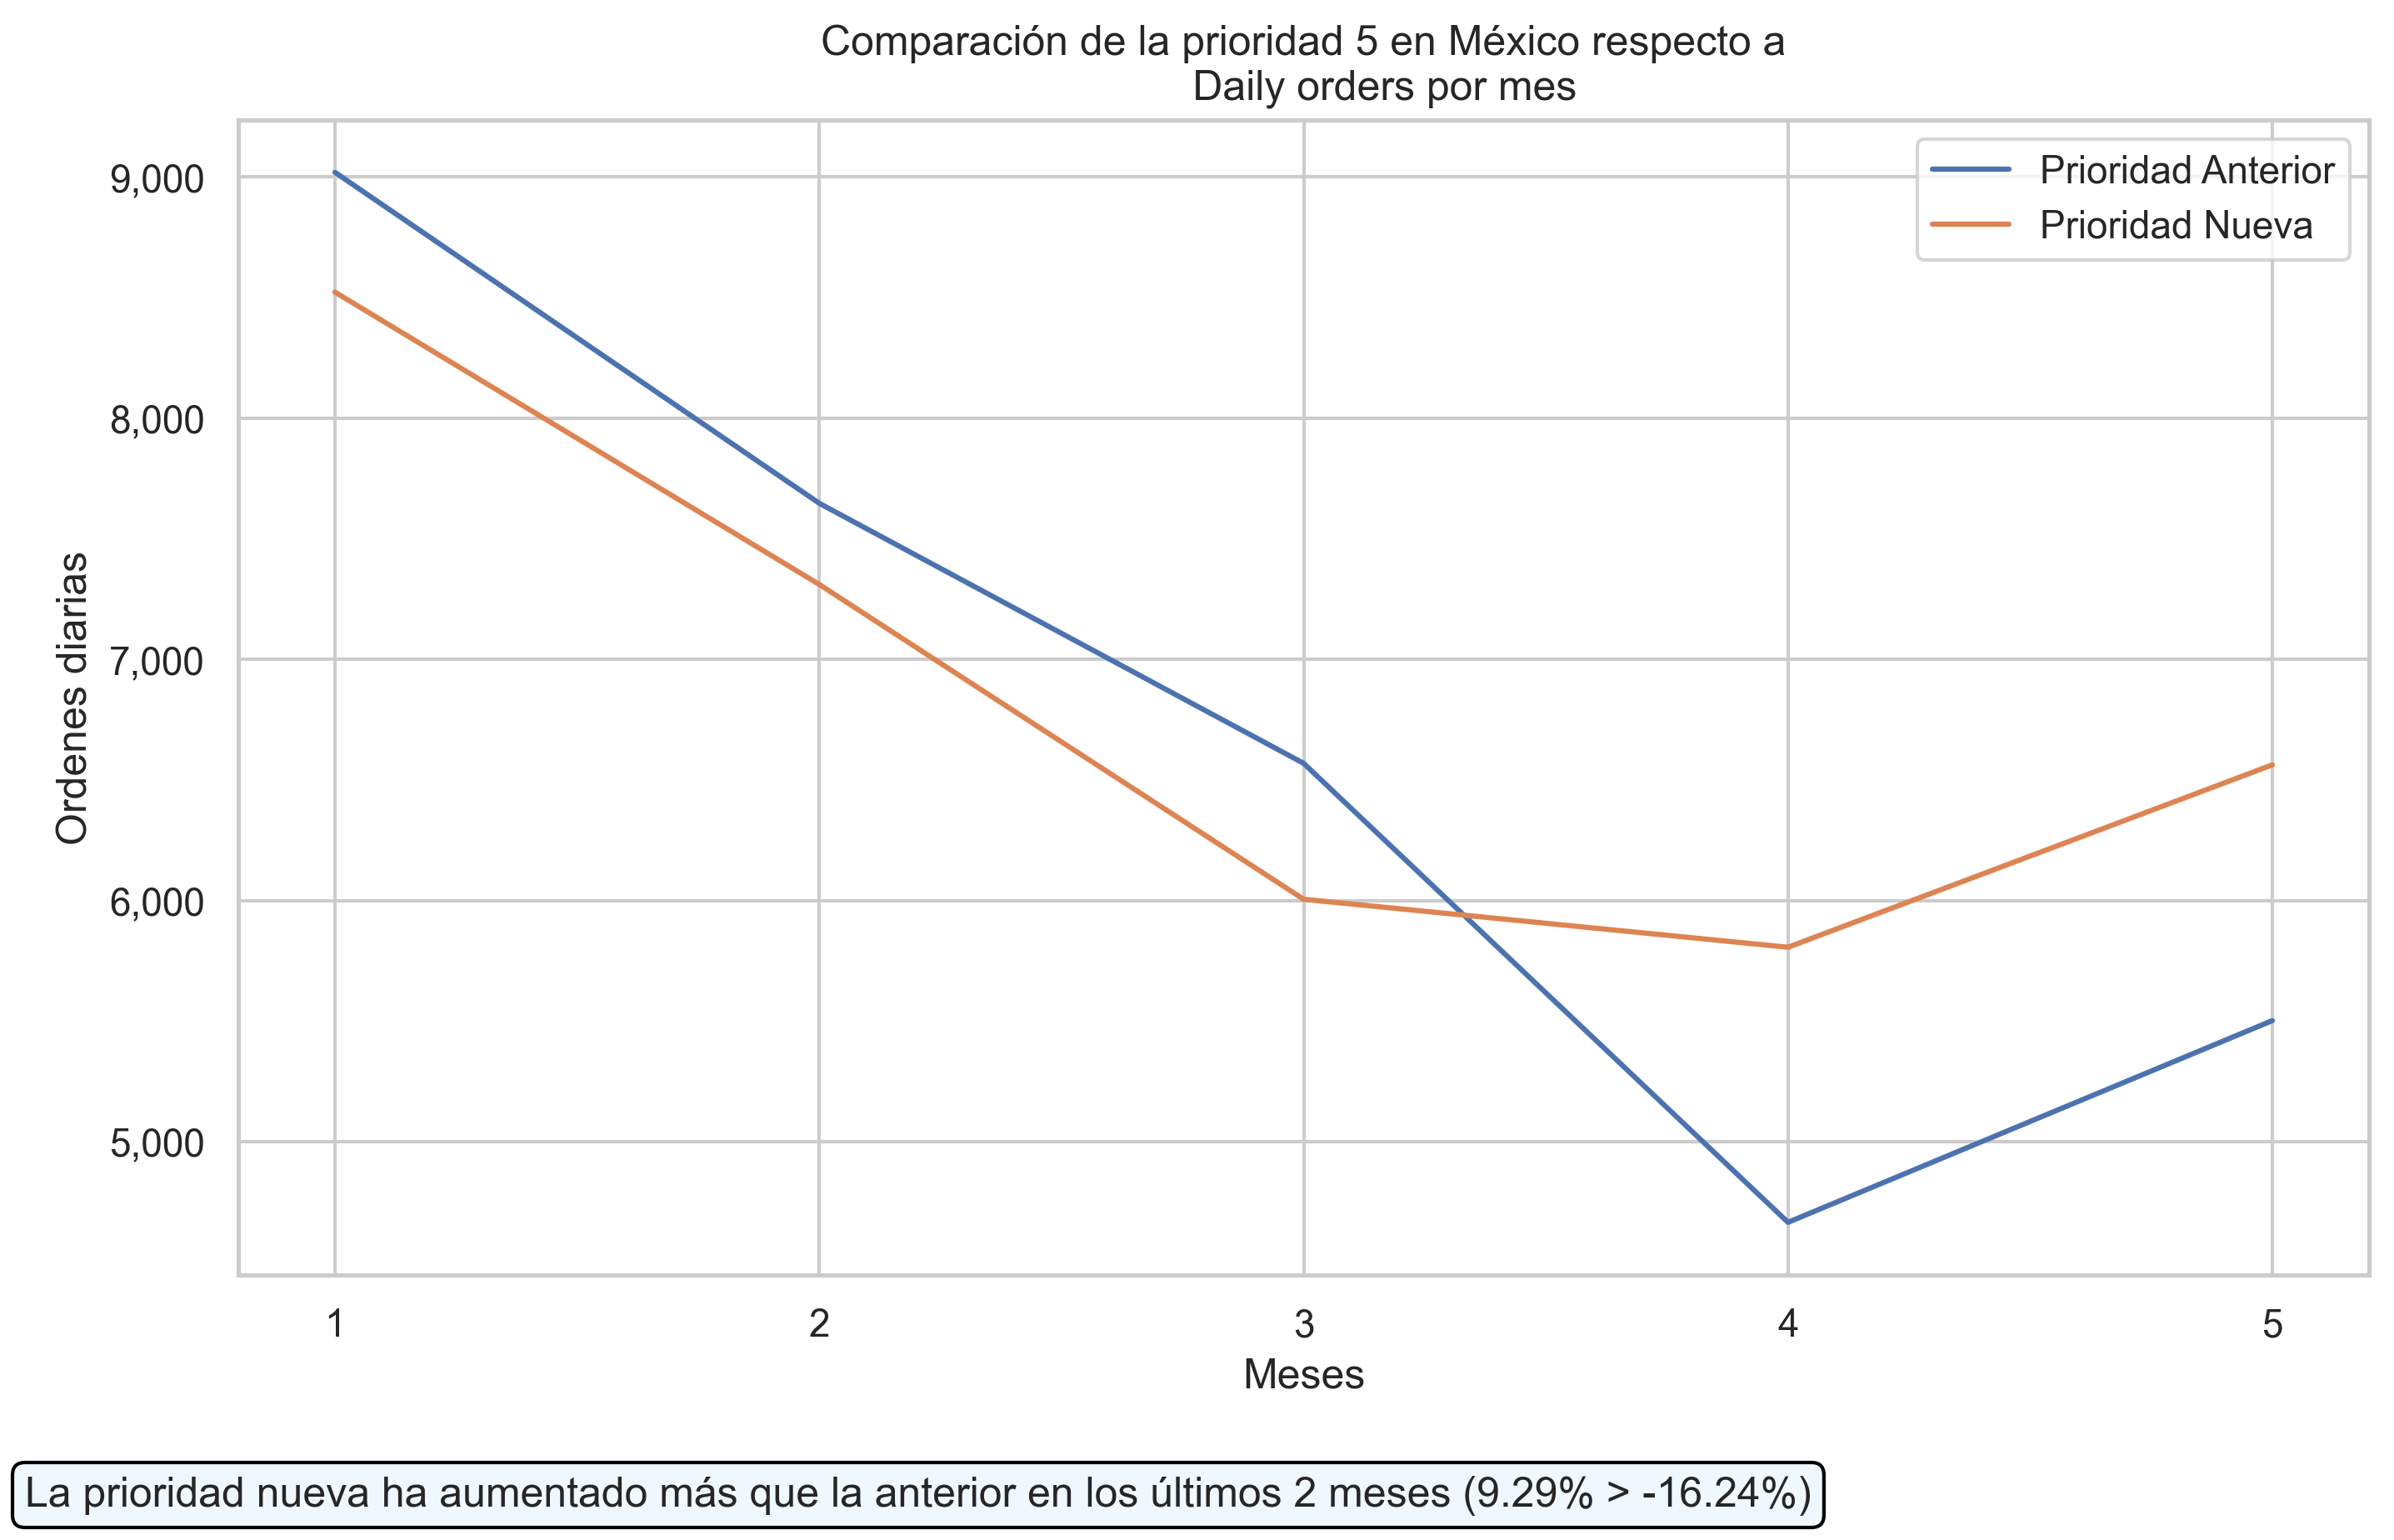 Comparación de la prioridad 5 en México respecto a
Daily orders por mes
Prioridad Anterior
Prioridad Nueva
9,000
8,000
7,000
6,000
5,000
Ordenes diarias
1 2 3 4 5
Meses
La prioridad nueva ha aumentado más que la anterior en los últimos 2 meses (9.29% > -16.24%)